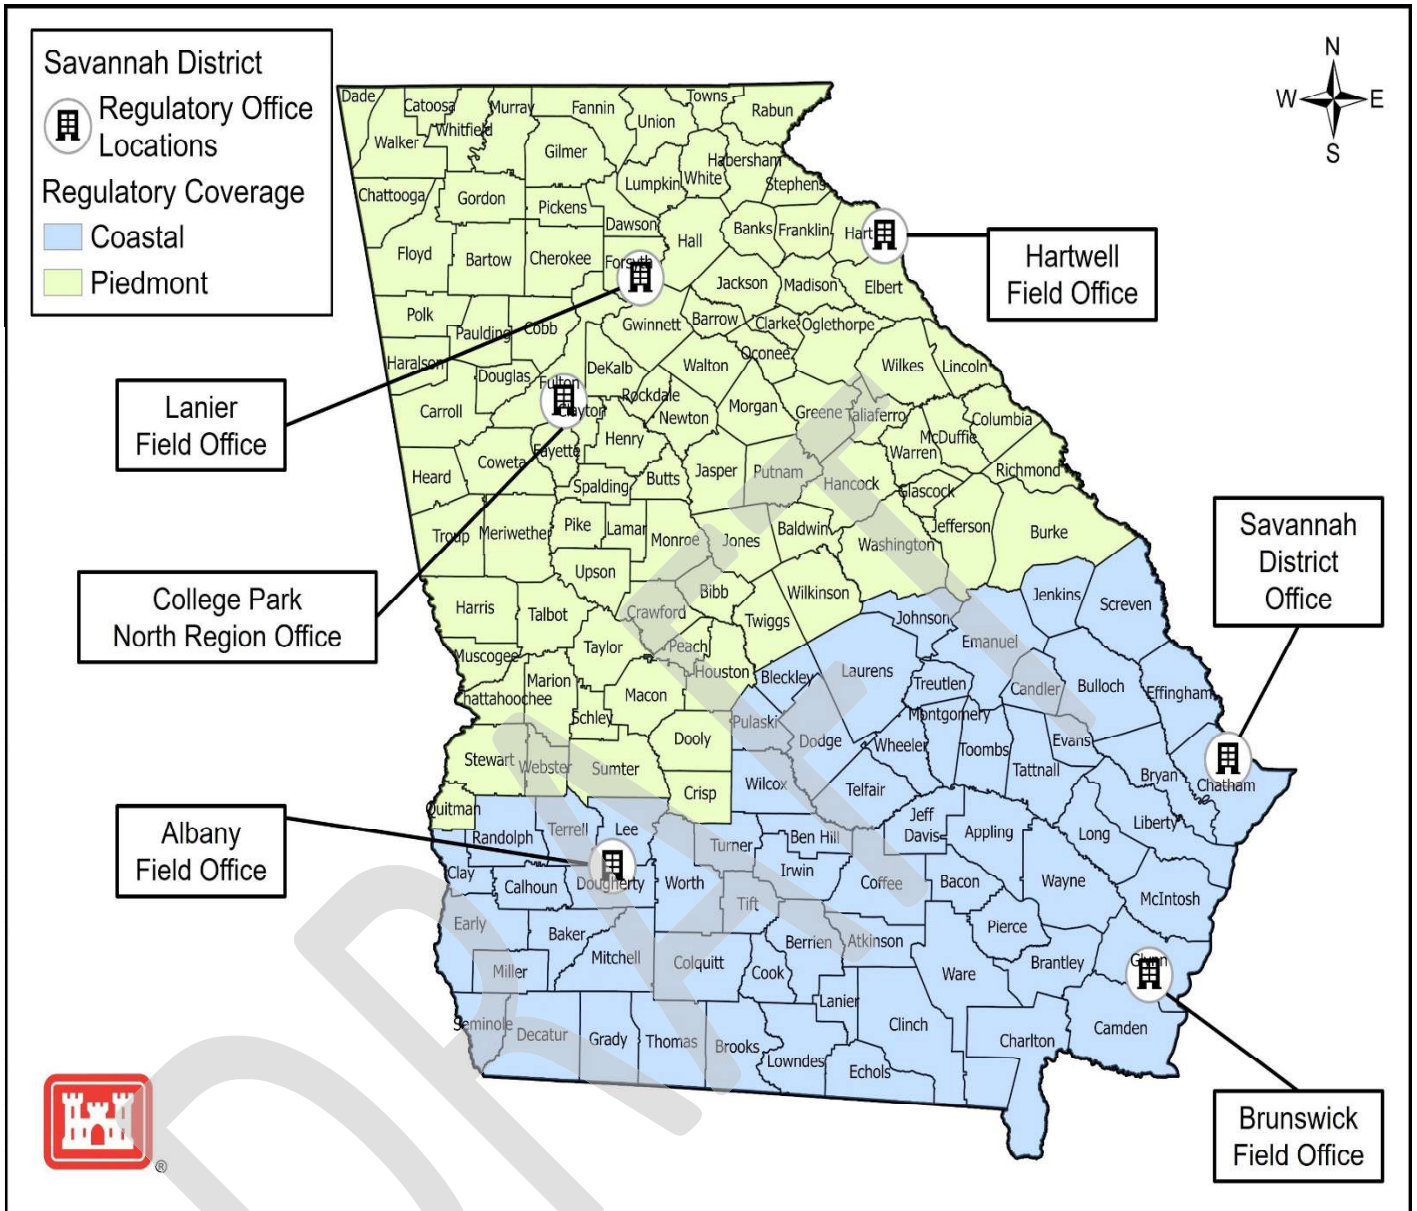 Savannah District
Regulatory Office
Locations
Regulatory Coverage
Coastal
Piedmont
N
W E
S
Dade
Catoosa
Whitfield
Murray
Fannin
Union
Towns
Rabun
Walker
Gilmer
Habersham
White
Lumpkin
Stephens
Chattooga
Gordon
Pickens
Dawson
Hall
Banks
Franklin
Hart
Floyd
Bartow
Cherokee
Forsyth
Jackson
Madison
Elbert
Polk
Paulding
Cobb
Gwinnett
Barrow
Clarke
Oglethorpe
Haralson
Douglas
Fulton
DeKalb
Rockdale
Walton
Oconee
Wilkes
Lincoln
Carroll
Clayton
Henry
Newton
Morgan
Greene
Taliaferro
McDuffie
Columbia
Warren
Heard
Coweta
Fayette
Spalding
Butts
Jasper
Putnam
Hancock
Glascock
Richmond
Troup
Meriwether
Pike
Lamar
Monroe
Jones
Baldwin
Washington
Jefferson
Burke
Upson
Harris
Talbot
Crawford
Bibb
Twiggs
Wilkinson
Johnson
Jenkins
Screven
Emanuel
Muscogee
Taylor
Peach
Houston
Bleckley
Laurens
Treutlen
Candler
Bulloch
Effingham
Chattahoochee
Marion
Macon
Schley
Dooly
Pulaski
Dodge
Montgomery
Wheeler
Toombs
Evans
Tattnall
Bryan
Chatham
Stewart
Webster
Sumter
Crisp
Wilcox
Telfair
Quitman
Randolph
Terrell
Lee
Turner
Ben Hill
Jeff
Davis
Appling
Long
Liberty
Clay
Calhoun
Dougherty
Worth
Irwin
Coffee
Bacon
Wayne
McIntosh
Early
Baker
Mitchell
Tift
Berrien
Atkinson
Pierce
Brantley
Glynn
Miller
Colquitt
Cook
Lanier
Ware
Clinch
Seminole
Decatur
Grady
Thomas
Brooks
Lowndes
Echols
Charlton
Camden
Hartwell
Field Office
Lanier
Field Office
College Park
North Region Office
Savannah
District
Office
Albany
Field Office
Brunswick
Field Office
DRAFT
®